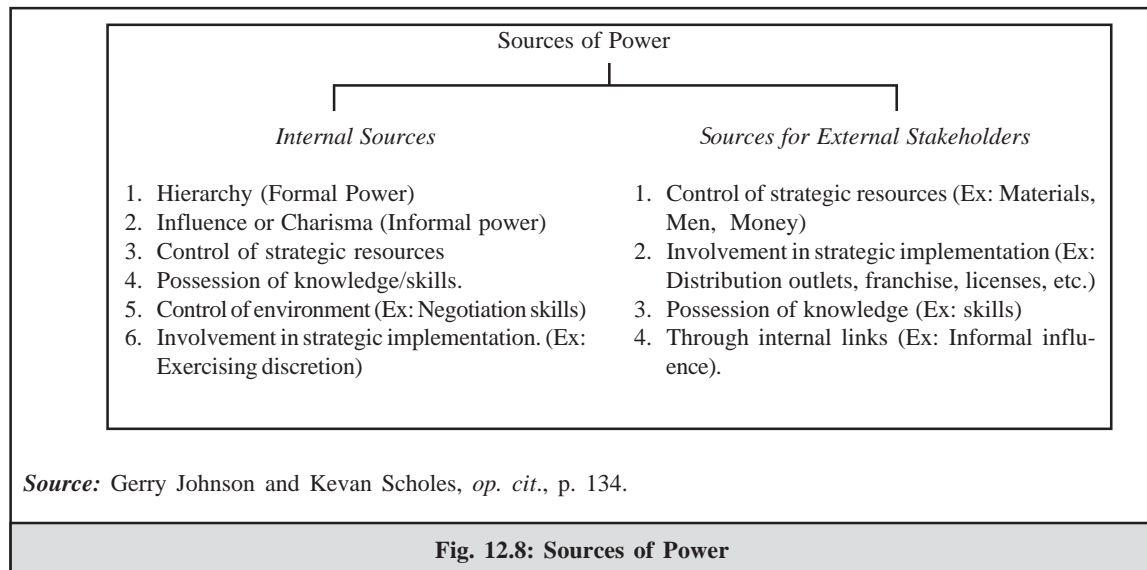 Sources of Power
Internal Sources
1. Hierarchy (Formal Power)
2. Influence or Charisma (Informal power)
3. Control of strategic resources
4. Possession of knowledge/skills.
5. Control of environment (Ex: Negotiation skills)
6. Involvement in strategic implementation. (Ex:
Exercising discretion)
Sources for External Stakeholders
1. Control of strategic resources (Ex: Materials,
Men, Money)
2. Involvement in strategic implementation (Ex:
Distribution outlets, franchise, licenses, etc.)
3. Possession of knowledge (Ex: skills)
4. Through internal links (Ex: Informal influ-
ence).
Source: Gerry Johnson and Kevan Scholes, op. cit., p. 134.
Fig. 12.8: Sources of Power